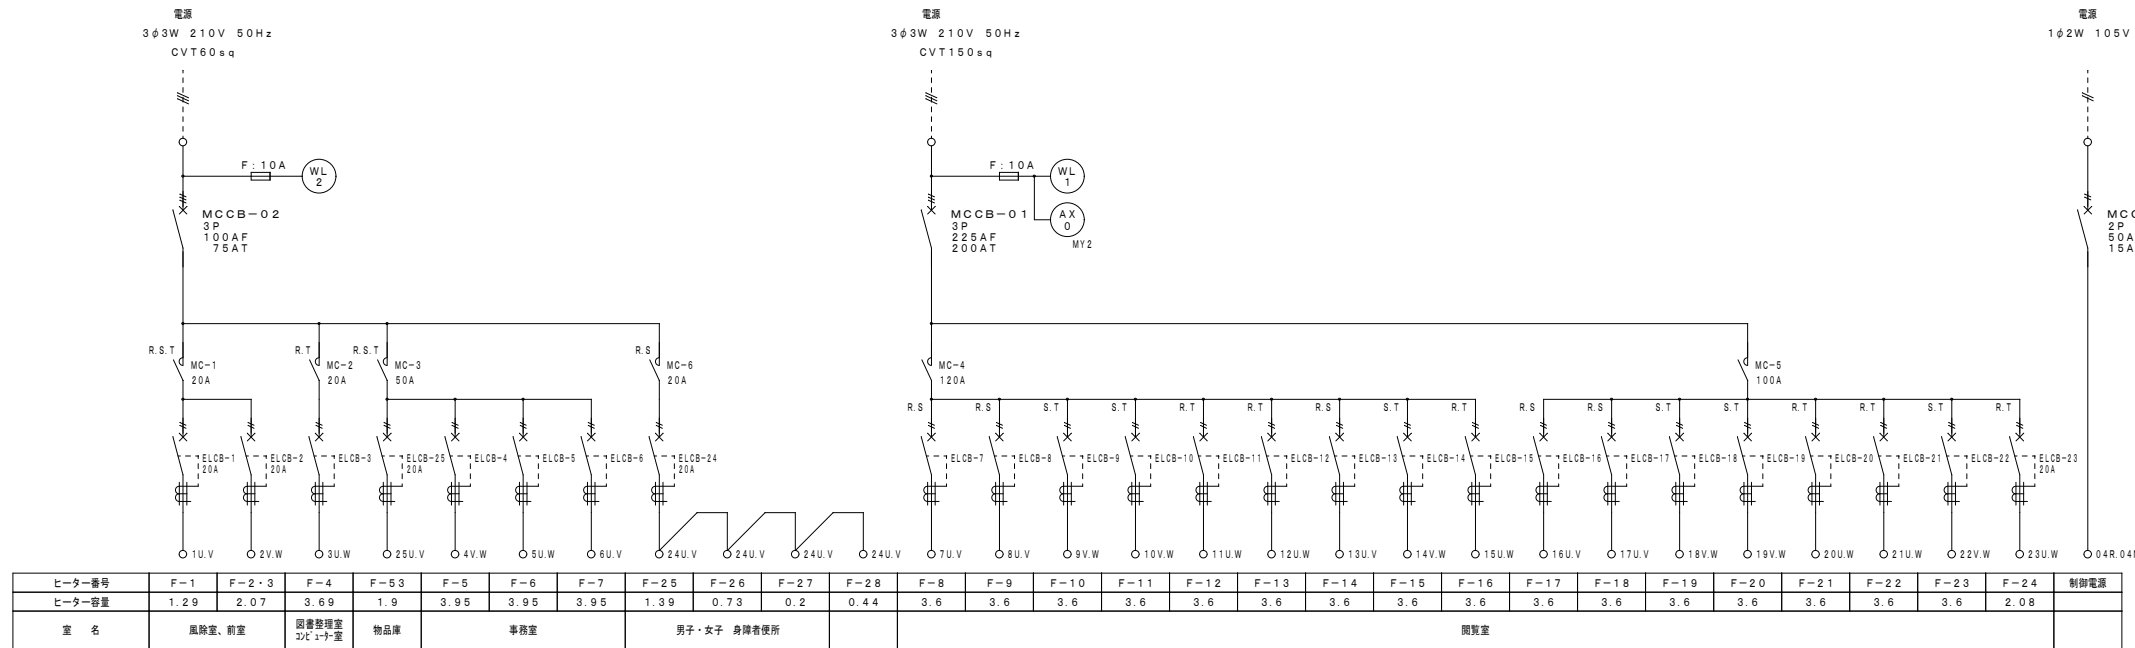 電源
3φ3W 210V 50Hz
CVT60sq
F:10A
WL
2
MCCB-02
3P
100AF
75AT
R.S.T
MC-1
20A
R.T
MC-2
20A
R.S.T
MC-3
50A
R.S
MC-6
20A
ELCB-1
20A
ELCB-2
20A
ELCB-3
ELCB-25
20A
ELCB-4
ELCB-5
ELCB-6
ELCB-24
20A
1U.V
2V.W
3U.W
25U.V
4V.W
5U.W
6U.V
24U.V
24U.V
24U.V
24U.V
電源
3φ3W 210V 50Hz
CVT150sq
F:10A
WL
1
AX
0
MY2
MCCB-01
3P
225AF
200AT
MC-4
120A
MC-5
100A
R.S R.S S.T S.T R.T R.T R.S S.T R.T R.S R.S S.T S.T R.T R.T S.T R.T
ELCB-7
ELCB-8
ELCB-9
ELCB-10
ELCB-11
ELCB-12
ELCB-13
ELCB-14
ELCB-15
ELCB-16
ELCB-17
ELCB-18
ELCB-19
ELCB-20
ELCB-21
ELCB-22
ELCB-23
20A
7U.V
8U.V
9V.W
10V.W
11U.W
12U.W
13U.V
14V.W
15U.W
16U.V
17U.V
18V.W
19V.W
20U.W
21U.W
22V.W
23U.W
電源
1φ2W 105V
MCC
2P
50A
15A
04R.04N
ヒーター番号 F-1 F-2・3 F-4 F-53 F-5 F-6 F-7 F-25 F-26 F-27 F-28 F-8 F-9 F-10 F-11 F-12 F-13 F-14 F-15 F-16 F-17 F-18 F-19 F-20 F-21 F-22 F-23 F-24 制御電源
ヒーター容量 1.29 2.07 3.69 1.9 3.95 3.95 3.95 1.39 0.73 0.2 0.44 3.6 3.6 3.6 3.6 3.6 3.6 3.6 3.6 3.6 3.6 3.6 3.6 3.6 3.6 3.6 3.6 2.08
室 名 風除室、前室 図書整理室 コンピューター室 物品庫 事務室 男子・女子 身障者便所 閲覧室